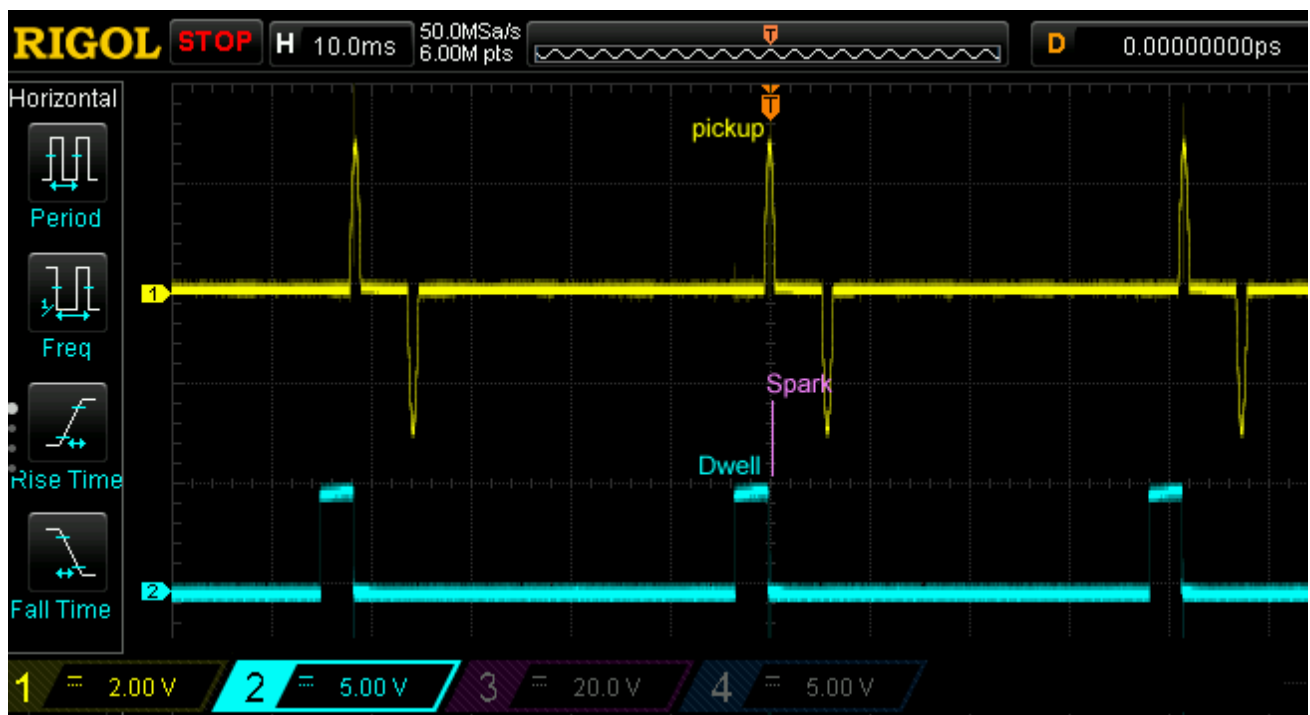 RIGOL STOP H 10.0ms 50.0MSa/s
6.00M pts
T
D 0.00000000ps
Horizontal
T
pickup
Period
1
Freq
Spark
Dwell
Rise Time
2
Fall Time
1 2.00 V 2 5.00 V 3 20.0 V 4 5.00 V